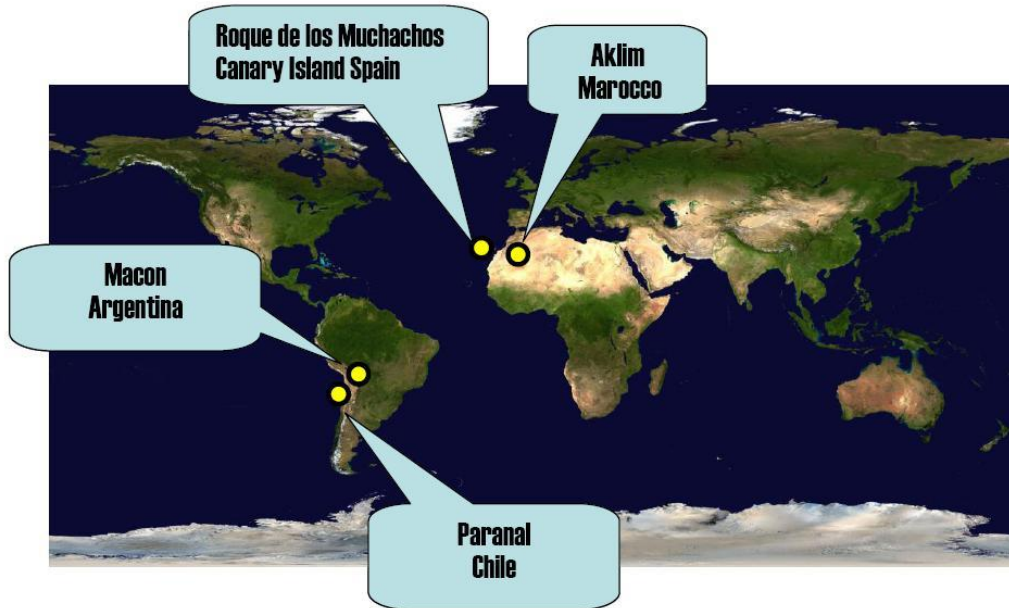 Roque de los Muchachos
Canary Island Spain
Aklim
Marocco
Macon
Argentina
Paranal
Chile